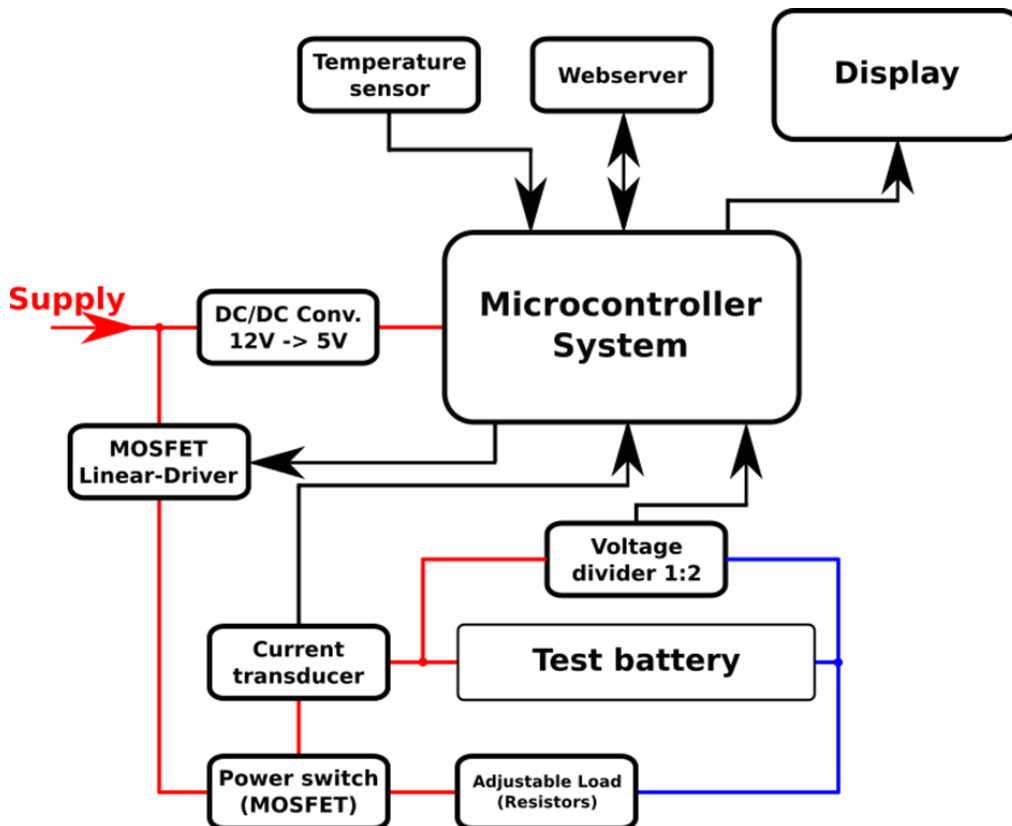 Temperature
sensor
Webserver
Display
Supply
DC/DC Conv.
12V -> 5V
Microcontroller
System
MOSFET
Linear-Driver
Voltage
divider 1:2
Current
transducer
Test battery
Power switch
(MOSFET)
Adjustable Load
(Resistors)